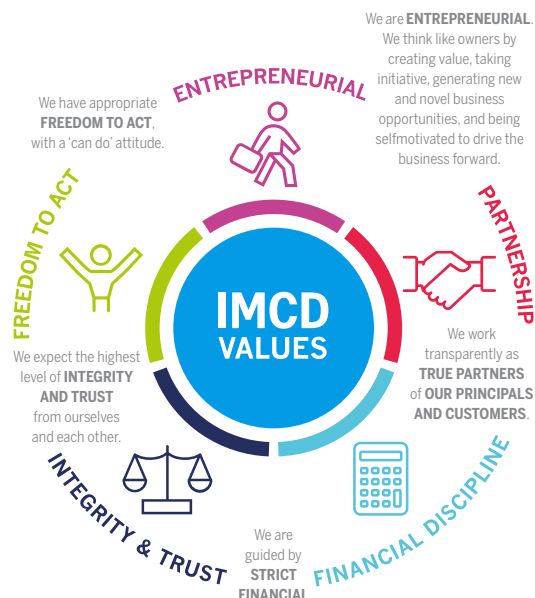 We are ENTREPRENEURIAL.
We think like owners by
creating value, taking
initiative, generating new
and novel business
opportunities, and being
selfmotivated to drive the
business forward.
ENTREPRENEURIAL
We have appropriate
FREEDOM TO ACT,
with a ‘can do’ attitude.
FREEDOM TO ACT
PARTNERSHIP
IMCD
VALUES
We work
transparently as
TRUE PARTNERS
of OUR PRINCIPALS
AND CUSTOMERS.
We expect the highest
level of INTEGRITY
AND TRUST
from ourselves
and each other.
INTEGRITY & TRUST
FINANCIAL DISCIPLINE
We are
guided by
STRICT
FINANCIAL